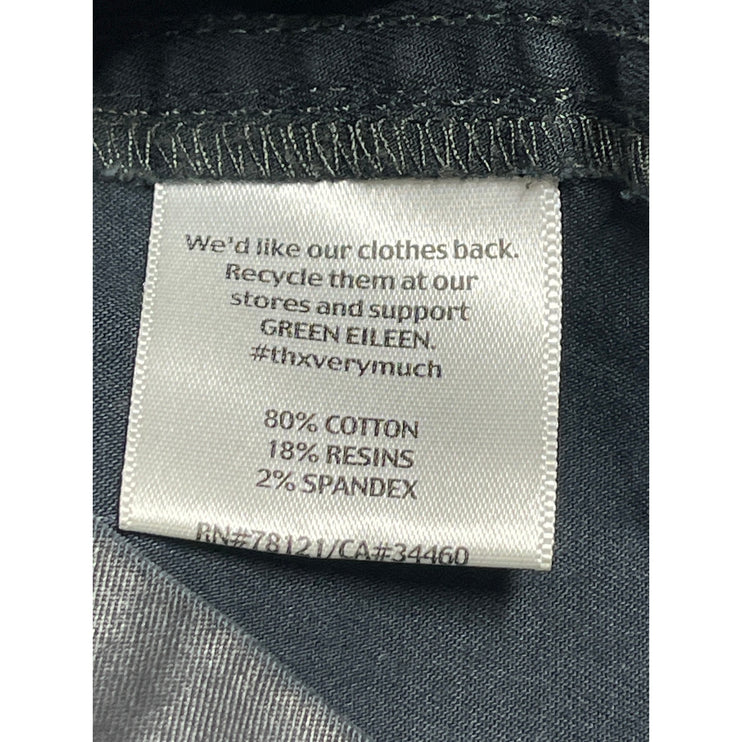 We'd like our clothes back.
Recycle them at our
stores and support
GREEN EILEEN.
#thxverymuch
80% COTTON
18% RESINS
2% SPANDEX
RN#78121/CA#34460